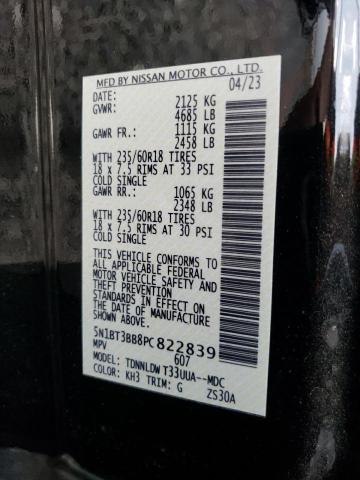 MFD BY NISSAN MOTOR CO., LTD.
DATE: 04/23
GVWR: 2125 KG
4685 LB
GAWR FR.: 1115 KG
2458 LB
WITH 235/60R18 TIRES
18 x 7.5 RIMS AT 33 PSI
COLD SINGLE
GAWR RR.: 1065 KG
2348 LB
WITH 235/60R18 TIRES
18 x 7.5 RIMS AT 30 PSI
COLD SINGLE
THIS VEHICLE CONFORMS TO
ALL APPLICABLE FEDERAL
MOTOR VEHICLE SAFETY AND
THEFT PREVENTION
STANDARDS IN EFFECT ON
THE DATE OF MANUFACTURE
SHOWN ABOVE.
5N1BT3BB8PC822839
MPV 607
MODEL: TDNNLDW T33UUA--MDC
COLOR: KH3 TRIM: G ZS30A